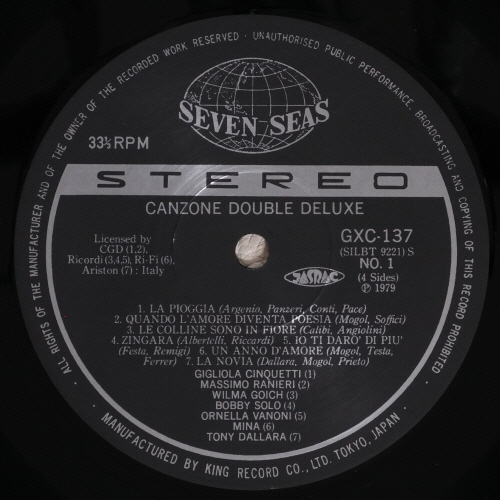 ALL RIGHTS OF THE MANUFACTURER AND OF THE OWNER OF THE RECORDED WORK RESERVED · UNAUTHORISED PUBLIC PERFORMANCE, BROADCASTING AND COPYING OF THIS RECORD PROHIBITED
SEVEN SEAS
33⅓RPM
STEREO
CANZONE DOUBLE DELUXE
Licensed by
CGD (1,2),
Ricordi (3,4,5), Ri-Fi (6),
Ariston (7) : Italy
JASRAC
GXC-137
(SILBT 9221) S
NO. 1
(4 Sides)
℗ 1979
1. LA PIOGGIA (Argenio, Panzeri, Conti, Pace)
2. QUANDO L'AMORE DIVENTA POESIA (Mogol, Soffici)
3. LE COLLINE SONO IN FIORE (Calibi, Angiolini)
4. ZINGARA (Albertelli, Riccardi) 5. IO TI DARO' DI PIU'
(Festa, Remigi) 6. UN ANNO D'AMORE (Mogol, Testa,
Ferrer) 7. LA NOVIA (Dallara, Mogol, Prieto)
GIGLIOLA CINQUETTI (1)
MASSIMO RANIERI (2)
WILMA GOICH (3)
BOBBY SOLO (4)
ORNELLA VANONI (5)
MINA (6)
TONY DALLARA (7)
· MANUFACTURED BY KING RECORD CO., LTD. TOKYO, JAPAN ·